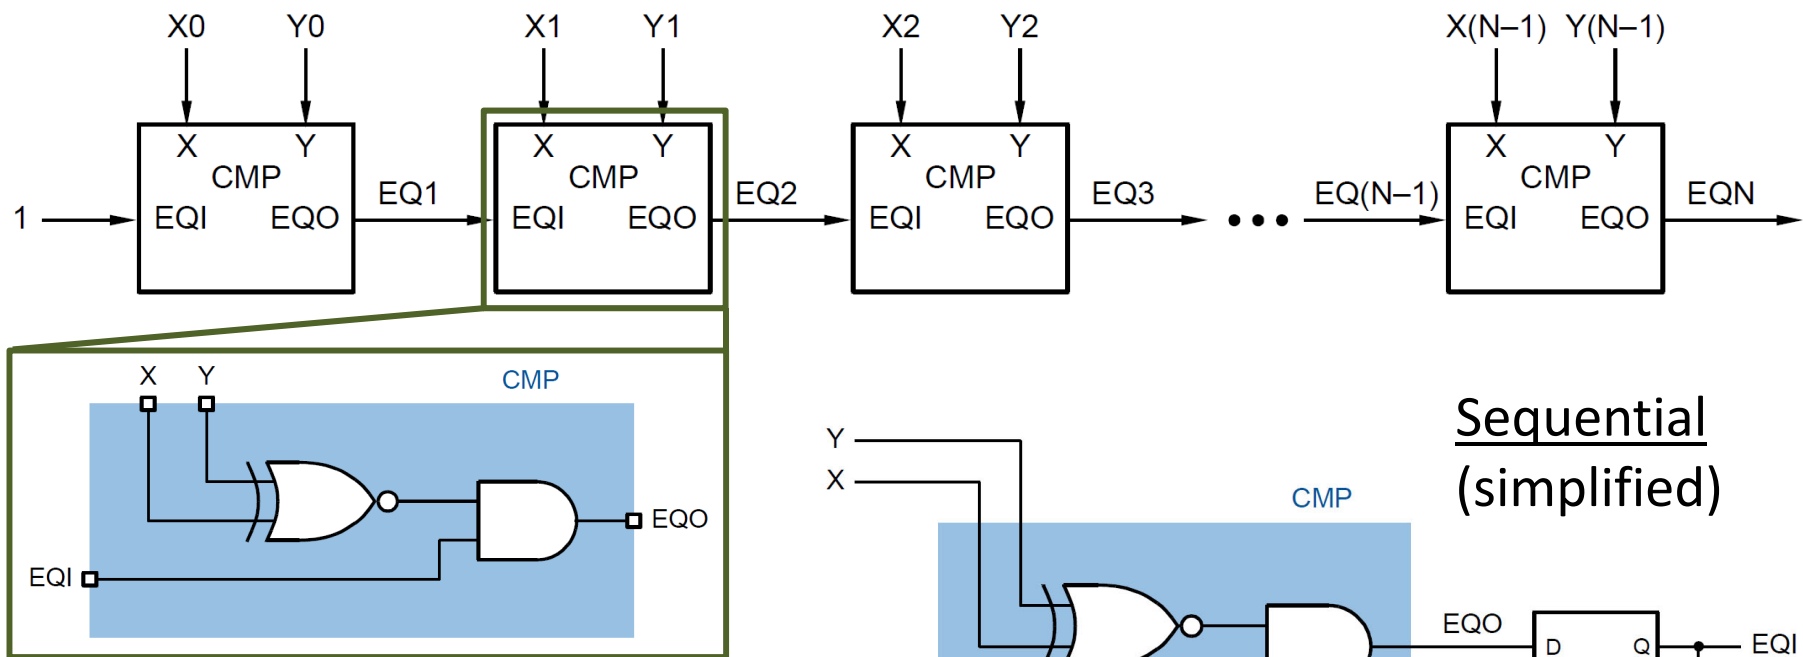 X0 Y0 X1 Y1 X2 Y2 X(N–1) Y(N–1)
X Y X Y X Y X Y
CMP CMP CMP CMP
1 EQI EQO EQ1 EQI EQO EQ2 EQI EQO EQ3 ••• EQ(N–1) EQI EQO EQN
X Y CMP
EQO
EQI
Sequential
(simplified)
Y
X
CMP
EQO
D Q EQI